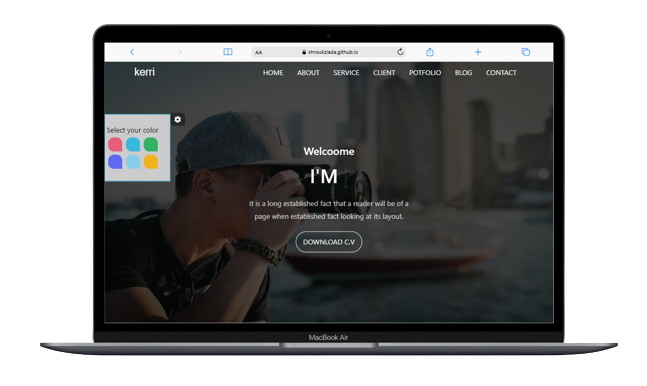 AA shroukziada.github.io
kerri
HOME ABOUT SERVICE CLIENT POTFOLIO BLOG CONTACT
Select your color
Welcoome
I'M
It is a long established fact that a reader will be of a
page when established fact looking at its layout.
DOWNLOAD C.V
MacBook Air